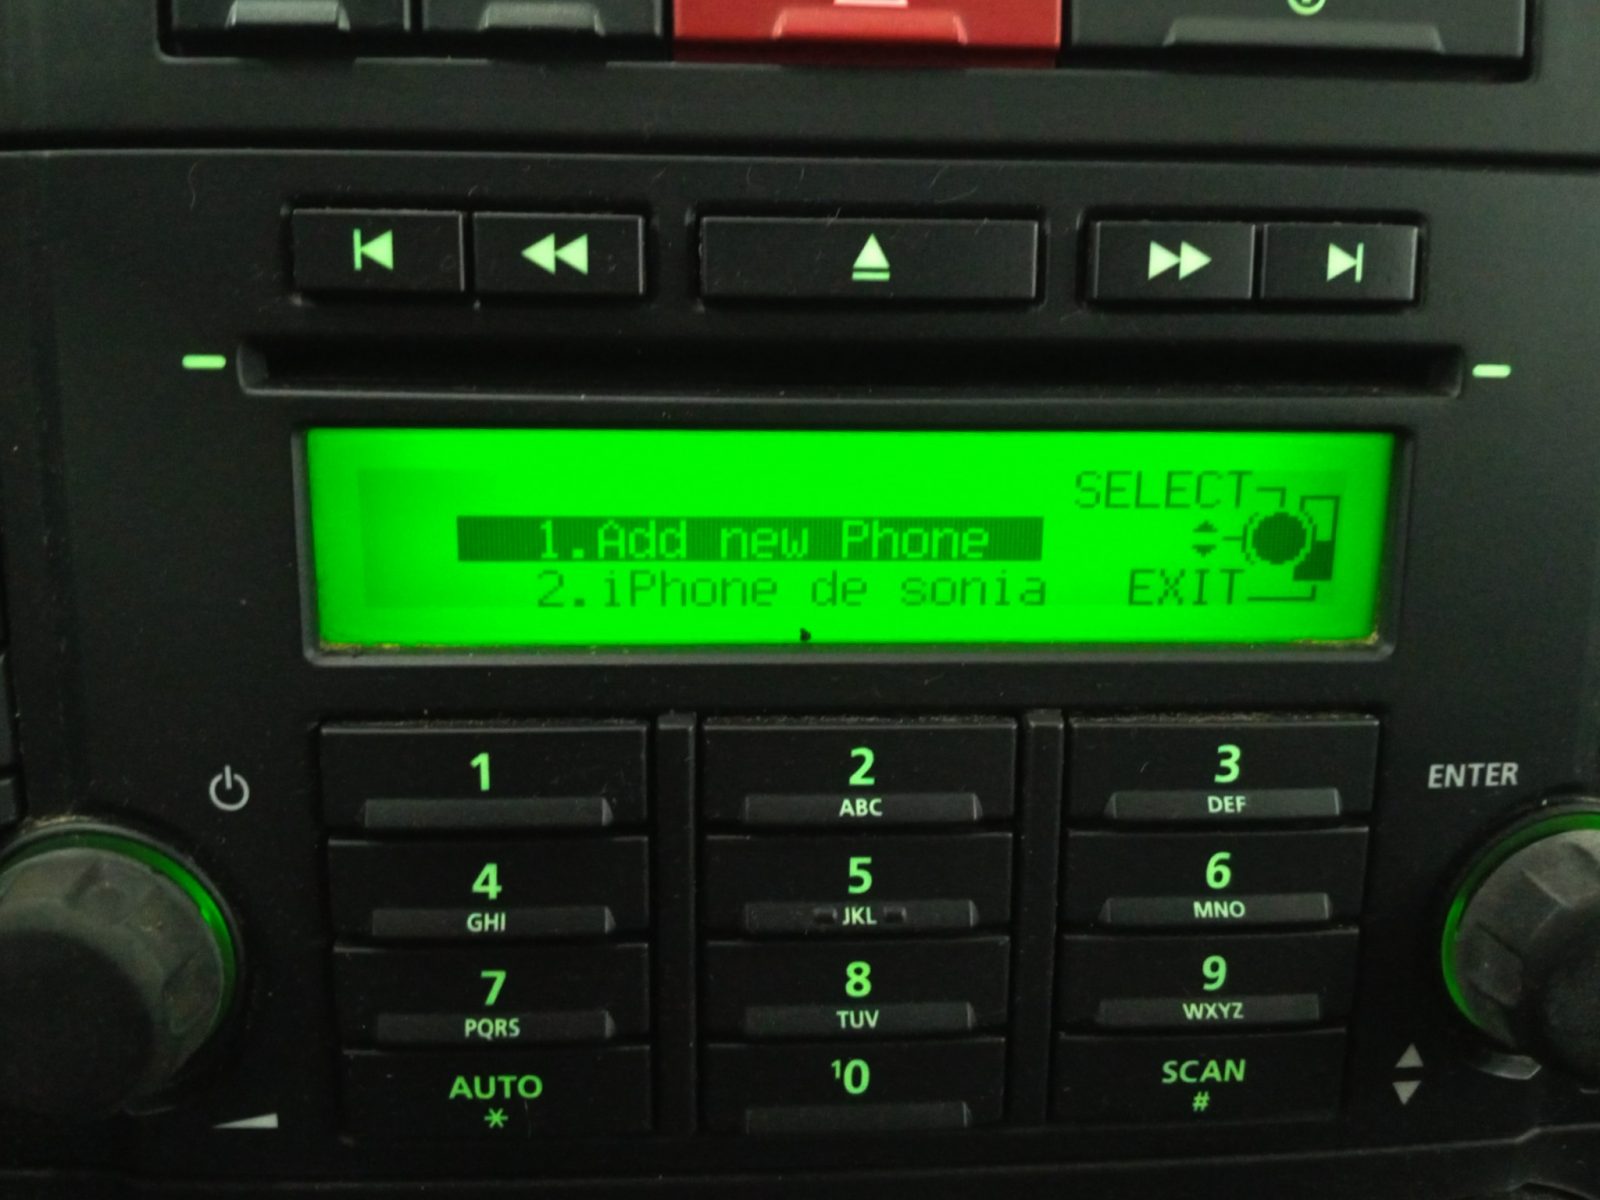 SELECT
1.Add new Phone
2.iPhone de sonia
EXIT
1
2
ABC
3
DEF
ENTER
4
GHI
5
JKL
6
MNO
7
PQRS
8
TUV
9
WXYZ
AUTO
*
10
SCAN
#